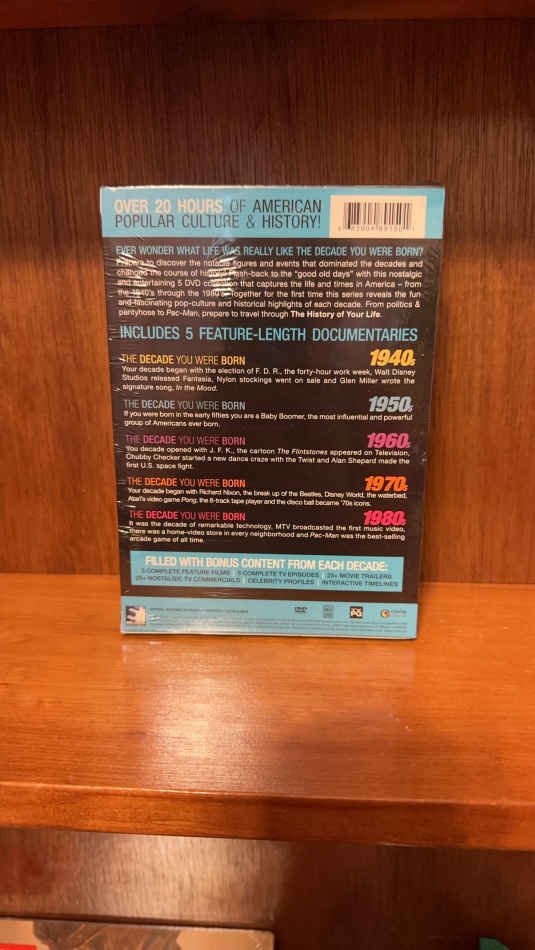 OVER 20 HOURS OF AMERICAN
POPULAR CULTURE & HISTORY!
EVER WONDER WHAT LIFE WAS REALLY LIKE THE DECADE YOU WERE BORN?
Prepare to discover the notable figures and events that dominated the decades and
changed the course of history. Flash-back to the "good old days" with this nostalgic
and entertaining 5 DVD collection that captures the life and times in America – from
the 1940's through the 1980's. Together for the first time this series reveals the fun
and fascinating pop-culture and historical highlights of each decade. From politics &
pantyhose to Pac-Man, prepare to travel through The History of Your Life.
INCLUDES 5 FEATURE-LENGTH DOCUMENTARIES
THE DECADE YOU WERE BORN 1940s
Your decade began with the election of F. D. R., the forty-hour work week, Walt Disney
Studios released Fantasia, Nylon stockings went on sale and Glen Miller wrote the
signature song, In the Mood.
THE DECADE YOU WERE BORN 1950s
If you were born in the early fifties you are a Baby Boomer, the most influential and powerful
group of Americans ever born.
THE DECADE YOU WERE BORN 1960s
You decade opened with J. F. K., the cartoon The Flintstones appeared on Television,
Chubby Checker started a new dance craze with the Twist and Alan Shepard made the
first U.S. space flight.
THE DECADE YOU WERE BORN 1970s
Your decade began with Richard Nixon, the break up of the Beatles, Disney World, the waterbed,
Atari's video game Pong, the 8-track tape player and the disco ball became '70s icons.
THE DECADE YOU WERE BORN 1980s
It was the decade of remarkable technology, MTV broadcasted the first music video,
there was a home-video store in every neighborhood and Pac-Man was the best-selling
arcade game of all time.
FILLED WITH BONUS CONTENT FROM EACH DECADE:
5 COMPLETE FEATURE FILMS | 5 COMPLETE TV EPISODES | 25+ MOVIE TRAILERS
25+ NOSTALGIC TV COMMERCIALS | CELEBRITY PROFILES | INTERACTIVE TIMELINES
DVD
PG